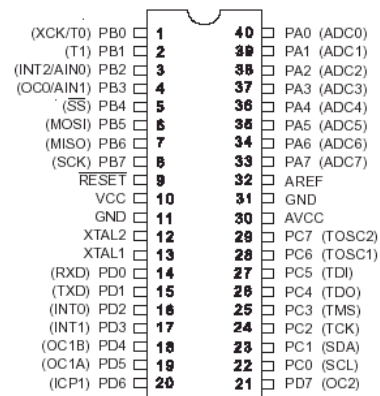 (XCK/T0) PB0 1 40 PA0 (ADC0)
(T1) PB1 2 39 PA1 (ADC1)
(INT2/AIN0) PB2 3 38 PA2 (ADC2)
(OC0/AIN1) PB3 4 37 PA3 (ADC3)
(SS) PB4 5 36 PA4 (ADC4)
(MOSI) PB5 6 35 PA5 (ADC5)
(MISO) PB6 7 34 PA6 (ADC6)
(SCK) PB7 8 33 PA7 (ADC7)
RESET 9 32 AREF
VCC 10 31 GND
GND 11 30 AVCC
XTAL2 12 29 PC7 (TOSC2)
XTAL1 13 28 PC6 (TOSC1)
(RXD) PD0 14 27 PC5 (TDI)
(TXD) PD1 15 26 PC4 (TDO)
(INT0) PD2 16 25 PC3 (TMS)
(INT1) PD3 17 24 PC2 (TCK)
(OC1B) PD4 18 23 PC1 (SDA)
(OC1A) PD5 19 22 PC0 (SCL)
(ICP1) PD6 20 21 PD7 (OC2)